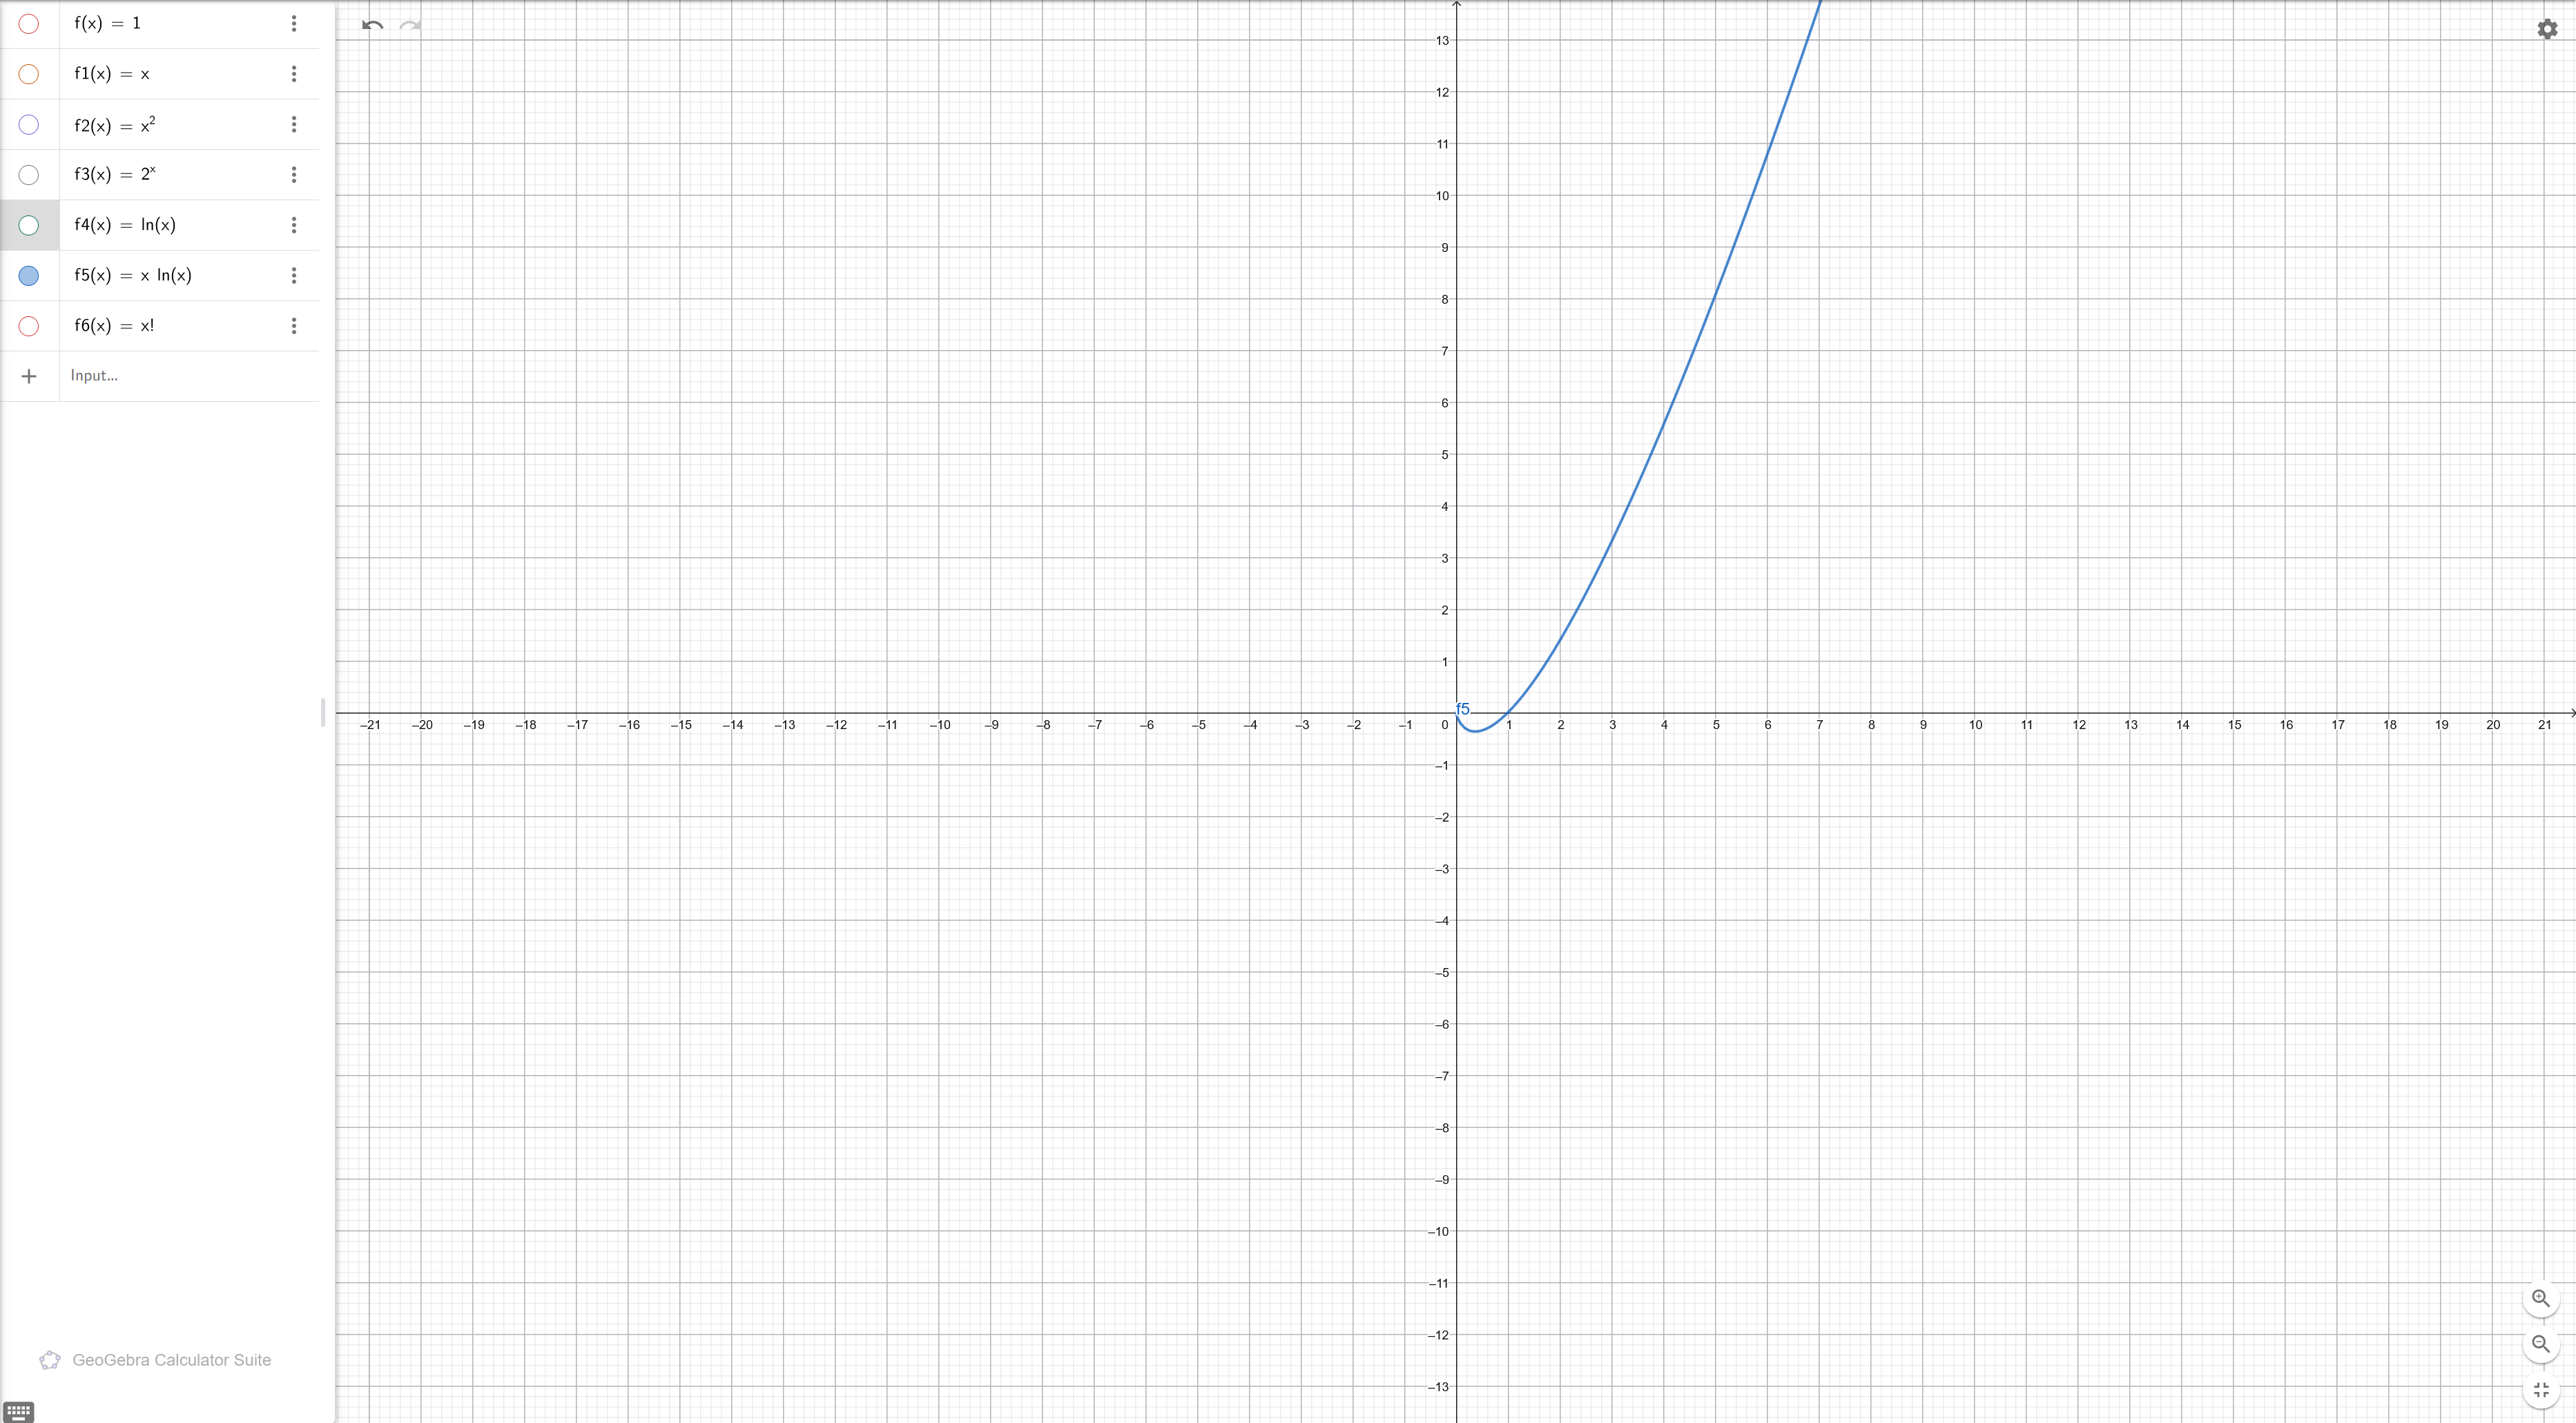 f(x) = 1
f1(x) = x
f2(x) = x²
f3(x) = 2ˣ
f4(x) = ln(x)
f5(x) = x ln(x)
f6(x) = x!
+ Input...
GeoGebra Calculator Suite
13
12
11
10
9
8
7
6
5
4
3
2
1
f5
–21 –20 –19 –18 –17 –16 –15 –14 –13 –12 –11 –10 –9 –8 –7 –6 –5 –4 –3 –2 –1 0 1 2 3 4 5 6 7 8 9 10 11 12 13 14 15 16 17 18 19 20 21
–1
–2
–3
–4
–5
–6
–7
–8
–9
–10
–11
–12
–13